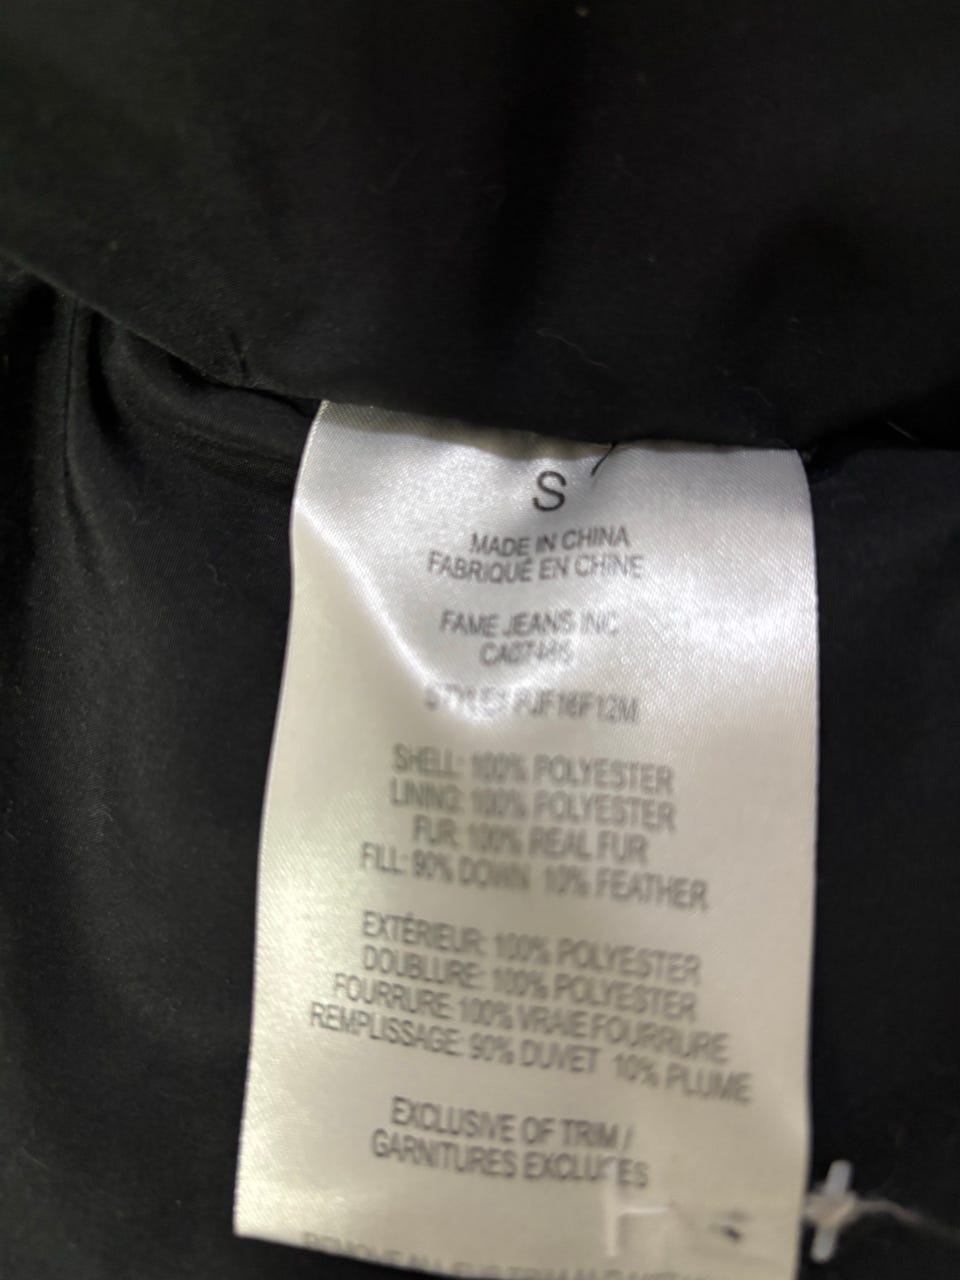 S
MADE IN CHINA
FABRIQUÉ EN CHINE
FAME JEANS INC
SHELL: 100% POLYESTER
LINING: 100% POLYESTER
FUR: 100% REAL FUR
FILL: 90% DOWN 10% FEATHER
EXTÉRIEUR: 100% POLYESTER
DOUBLURE: 100% POLYESTER
FOURRURE: 100% VRAIE FOURRURE
REMPLISSAGE: 90% DUVET 10% PLUME
EXCLUSIVE OF TRIM /
GARNITURES EXCLUES